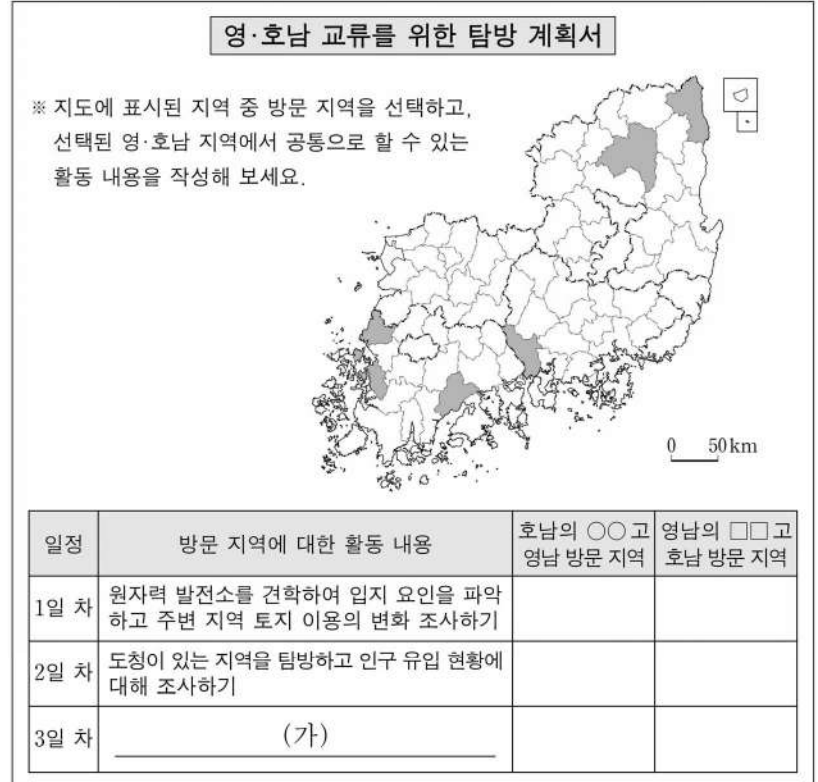 영·호남 교류를 위한 탐방 계획서
※ 지도에 표시된 지역 중 방문 지역을 선택하고,
선택된 영·호남 지역에서 공통으로 할 수 있는
활동 내용을 작성해 보세요.
0 50km
일정
방문 지역에 대한 활동 내용
호남의 ○○고
영남 방문 지역
영남의 □□고
호남 방문 지역
1일 차
원자력 발전소를 견학하여 입지 요인을 파악
하고 주변 지역 토지 이용의 변화 조사하기
2일 차
도청이 있는 지역을 탐방하고 인구 유입 현황에
대해 조사하기
3일 차
(가)